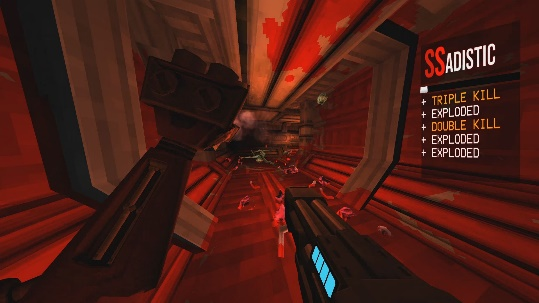 SSADISTIC
+ TRIPLE KILL
+ EXPLODED
+ DOUBLE KILL
+ EXPLODED
+ EXPLODED